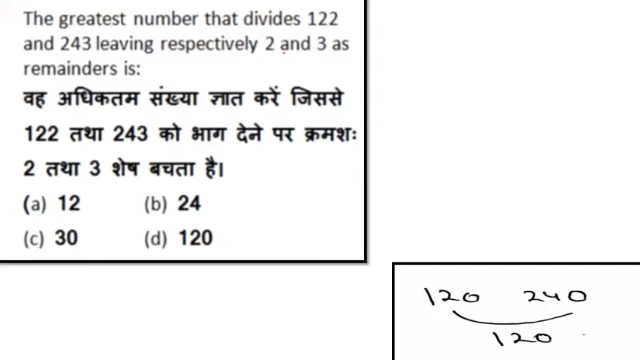 The greatest number that divides 122
and 243 leaving respectively 2 and 3 as
remainders is:
वह अधिकतम संख्या ज्ञात करें जिससे
122 तथा 243 को भाग देने पर क्रमशः
2 तथा 3 शेष बचता है।
(a) 12 (b) 24
(c) 30 (d) 120
120 240
120